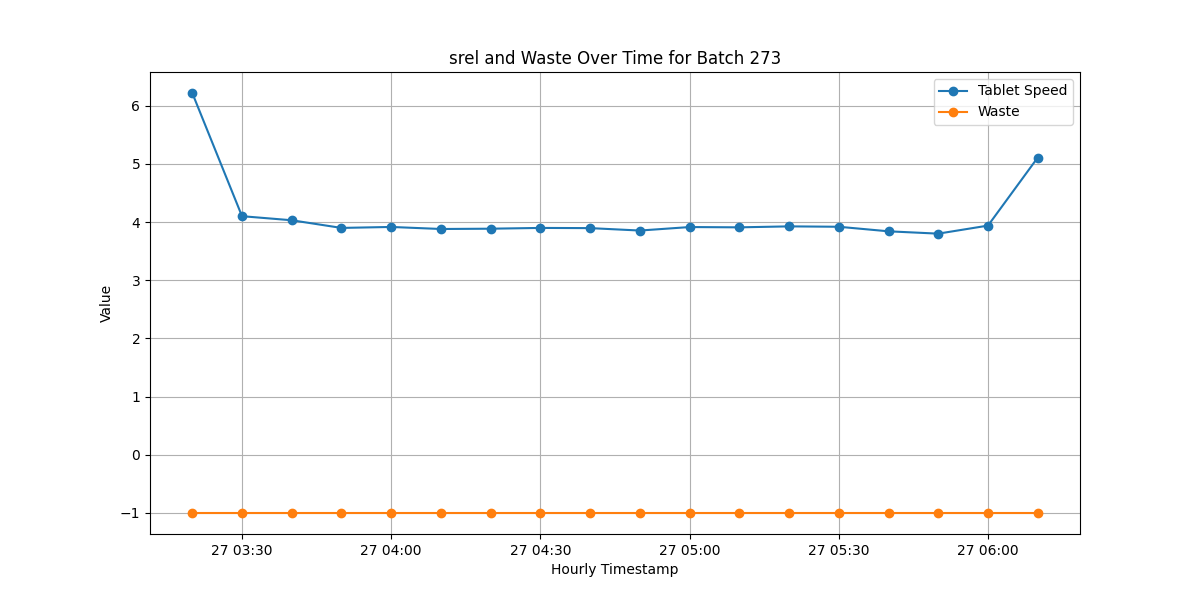 srel and Waste Over Time for Batch 273
Tablet Speed
Waste
6
5
4
3
2
1
0
−1
Value
27 03:30 27 04:00 27 04:30 27 05:00 27 05:30 27 06:00
Hourly Timestamp